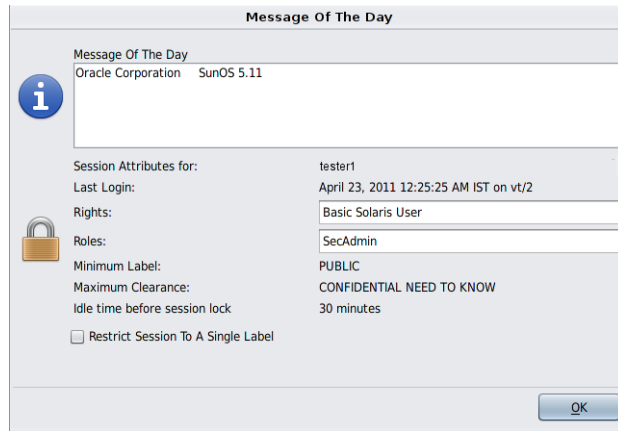 Message Of The Day
Message Of The Day
Oracle Corporation SunOS 5.11
Session Attributes for: tester1
Last Login: April 23, 2011 12:25:25 AM IST on vt/2
Rights: Basic Solaris User
Roles: SecAdmin
Minimum Label: PUBLIC
Maximum Clearance: CONFIDENTIAL NEED TO KNOW
Idle time before session lock 30 minutes
Restrict Session To A Single Label
OK